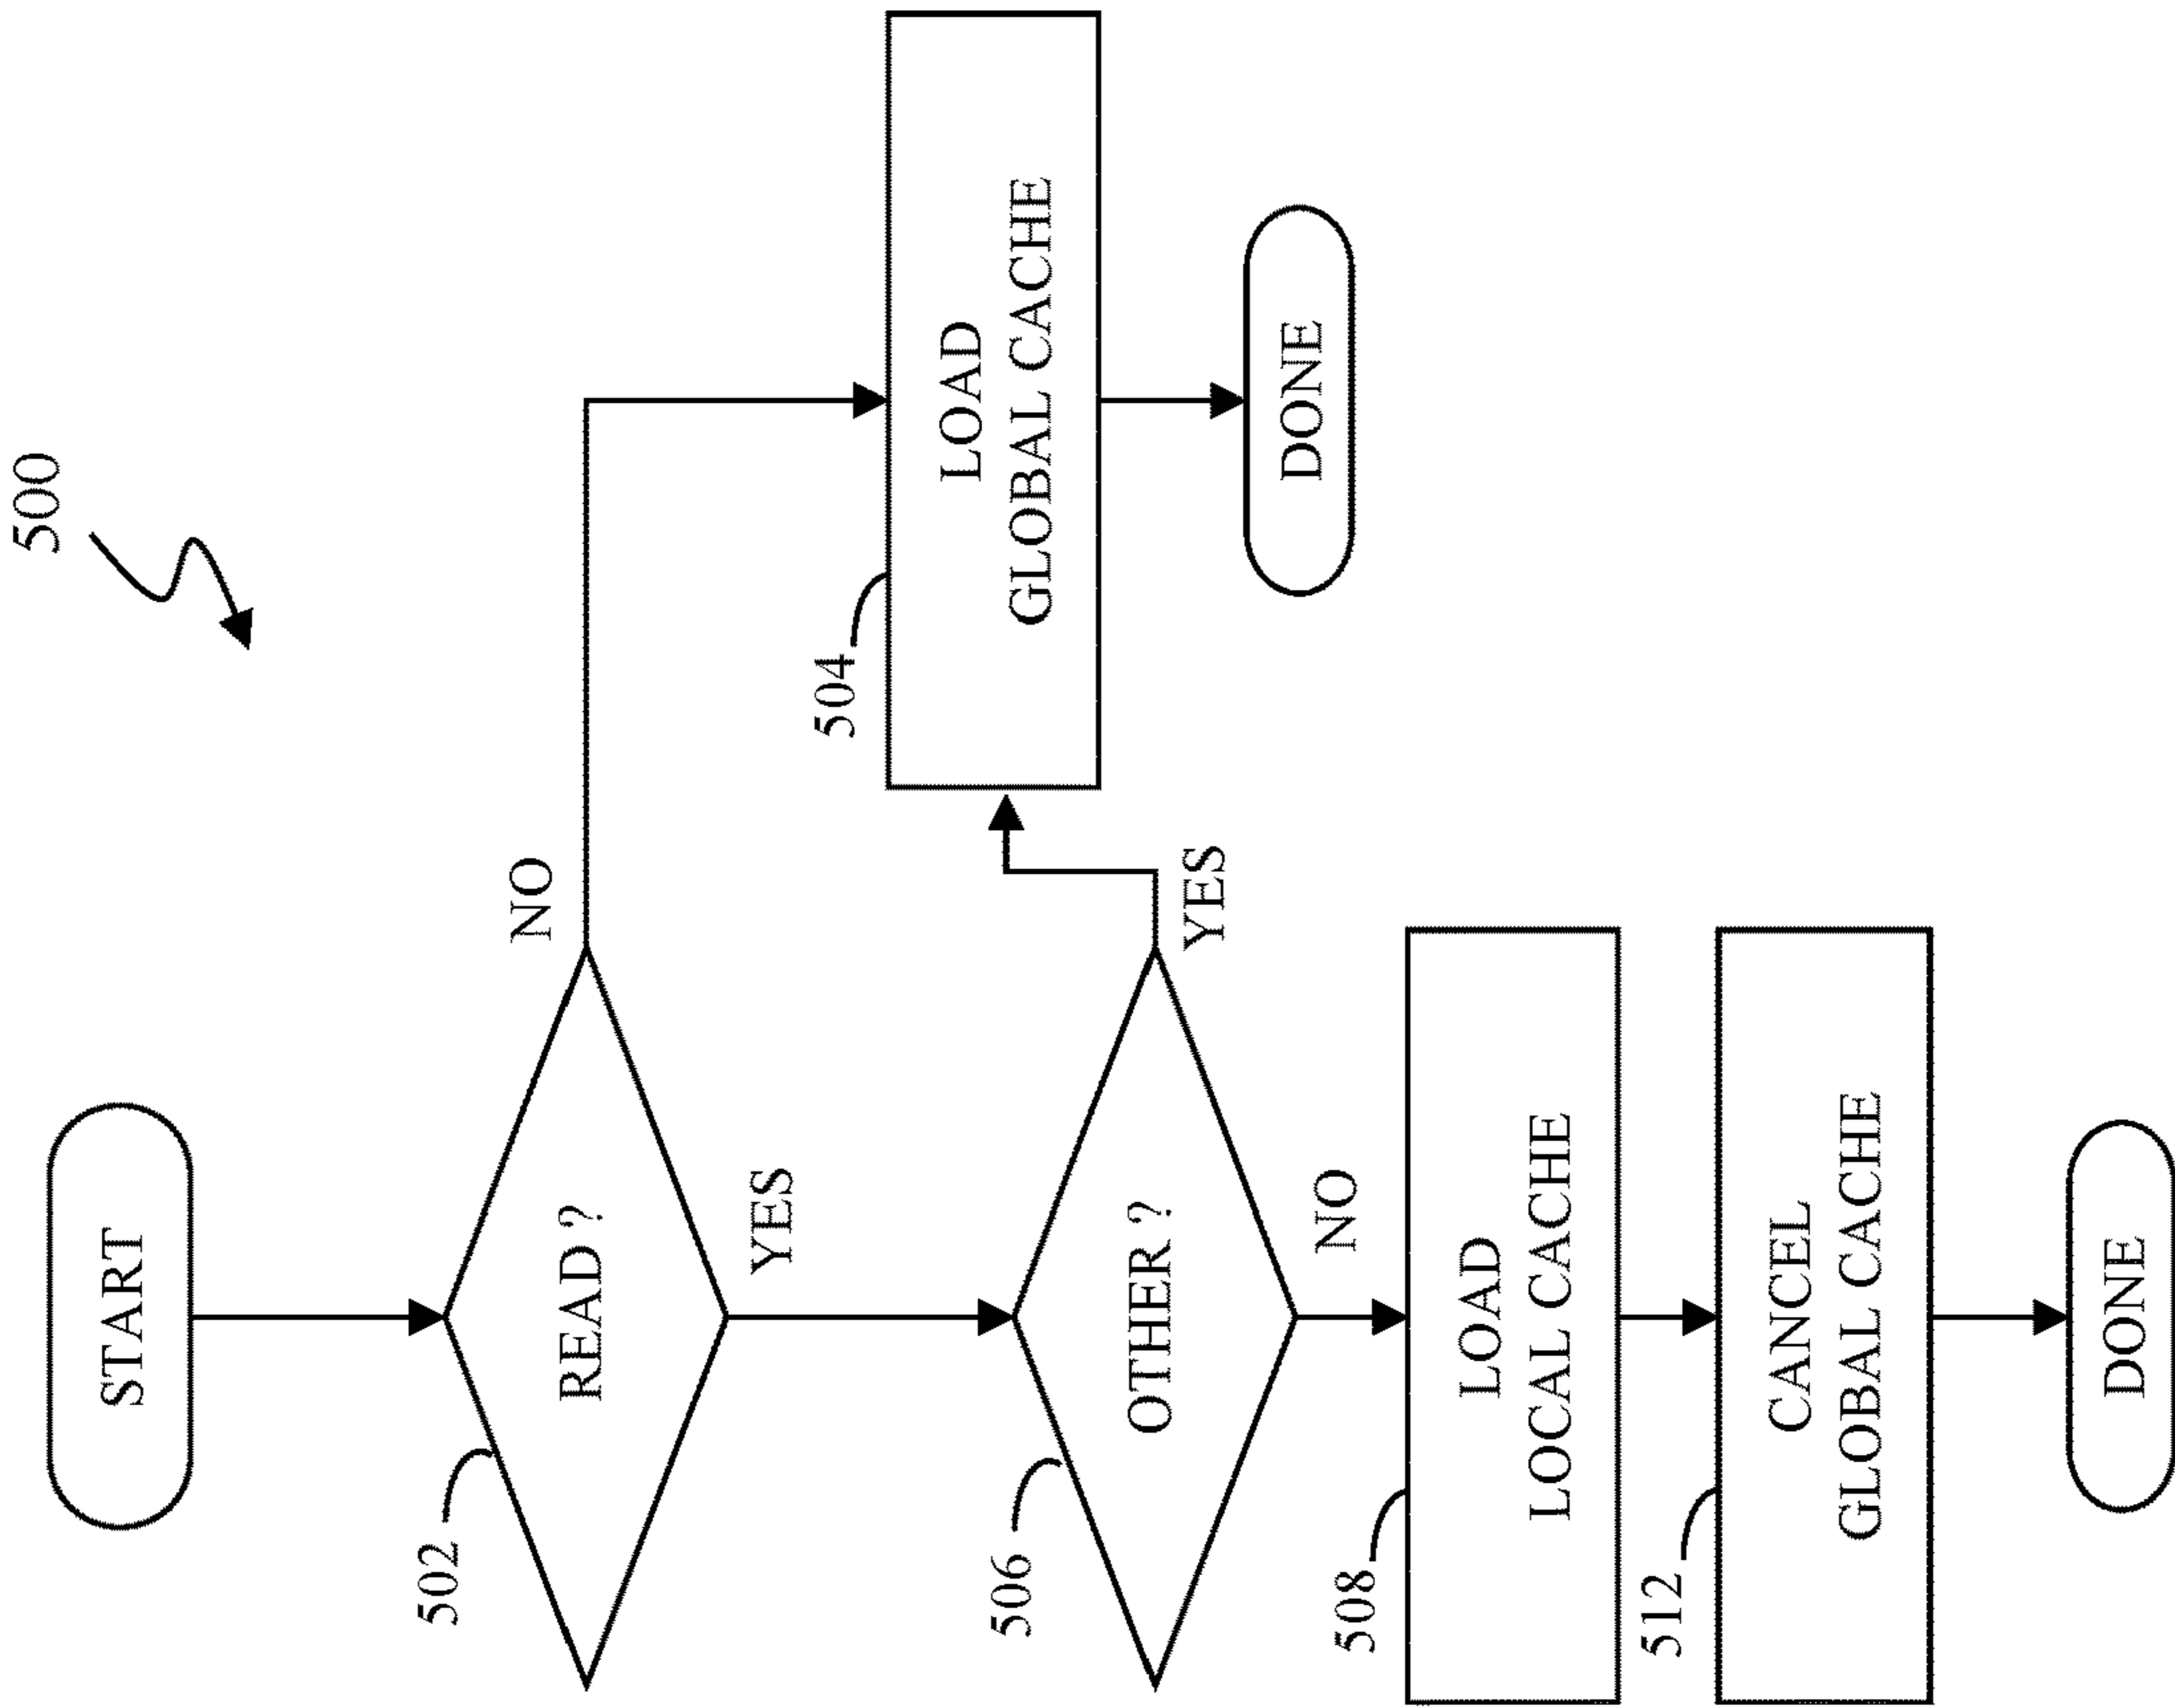 500
START
502
READ ?
NO
YES
504
LOAD
GLOBAL CACHE
DONE
506
OTHER ?
YES
NO
508
LOAD
LOCAL CACHE
512
CANCEL
GLOBAL CACHE
DONE